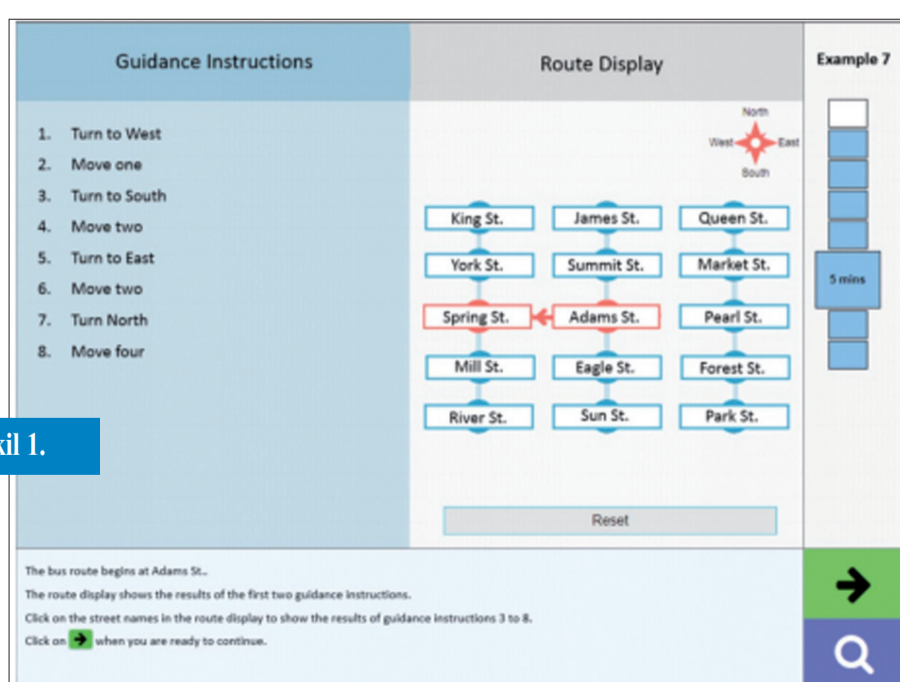 Guidance Instructions
1. Turn to West
2. Move one
3. Turn to South
4. Move two
5. Turn to East
6. Move two
7. Turn North
8. Move four
Route Display
North
West East
South
King St. James St. Queen St.
York St. Summit St. Market St.
Spring St. Adams St. Pearl St.
Mill St. Eagle St. Forest St.
River St. Sun St. Park St.
Reset
Example 7
5 mins
kil 1.
The bus route begins at Adams St..
The route display shows the results of the first two guidance instructions.
Click on the street names in the route display to show the results of guidance instructions 3 to 8.
Click on when you are ready to continue.